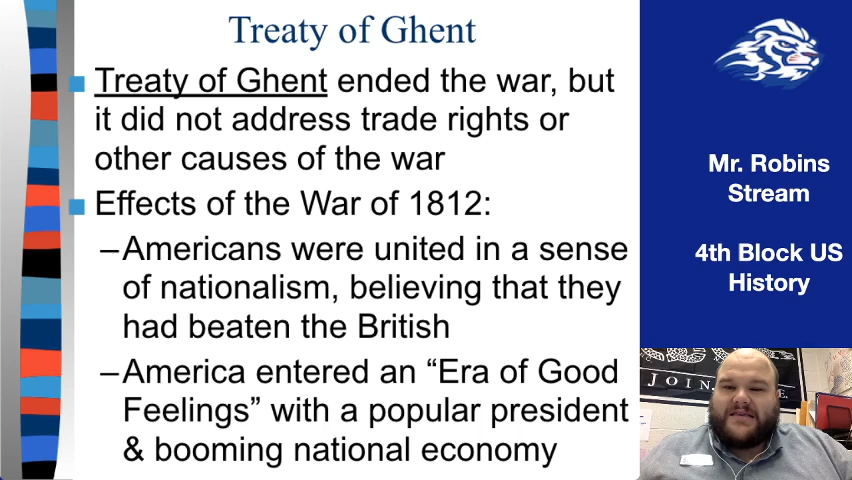 Treaty of Ghent
Treaty of Ghent ended the war, but
it did not address trade rights or
other causes of the war
Effects of the War of 1812:
–Americans were united in a sense
of nationalism, believing that they
had beaten the British
–America entered an “Era of Good
Feelings” with a popular president
& booming national economy
Mr. Robins
Stream
4th Block US
History
JOIN